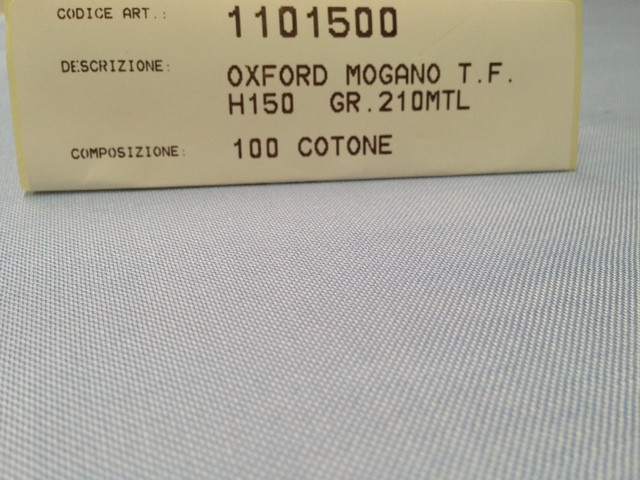 CODICE ART.: 1101500
DESCRIZIONE: OXFORD MOGANO T.F.
H150 GR.210MTL
COMPOSIZIONE: 100 COTONE